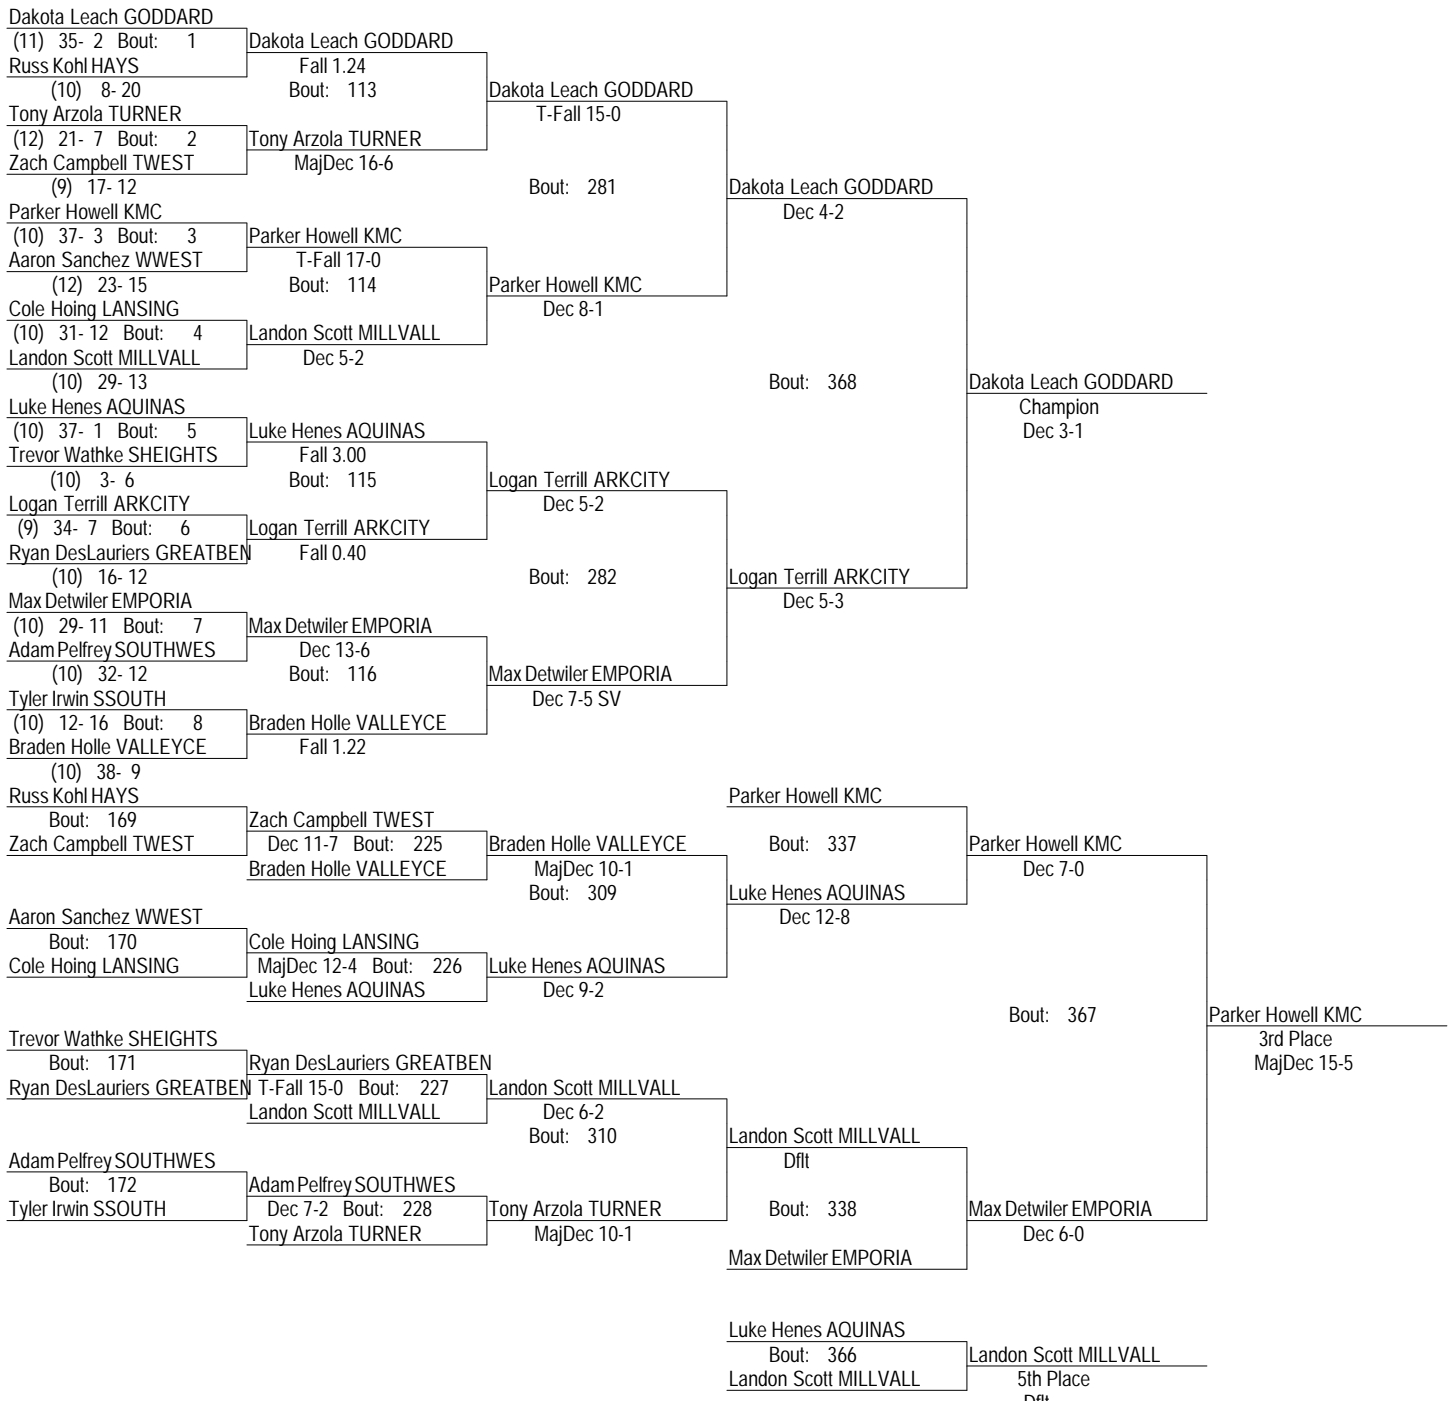 Dakota Leach GODDARD
(11) 35- 2 Bout: 1
Dakota Leach GODDARD
Russ Kohl HAYS
Fall 1.24
(10) 8- 20
Bout: 113
Dakota Leach GODDARD
Tony Arzola TURNER
T-Fall 15-0
(12) 21- 7 Bout: 2
Tony Arzola TURNER
Zach Campbell TWEST
MajDec 16-6
(9) 17- 12
Bout: 281
Dakota Leach GODDARD
Parker Howell KMC
Dec 4-2
(10) 37- 3 Bout: 3
Parker Howell KMC
Aaron Sanchez WWEST
T-Fall 17-0
(12) 23- 15
Bout: 114
Parker Howell KMC
Cole Hoing LANSING
Dec 8-1
(10) 31- 12 Bout: 4
Landon Scott MILLVALL
Landon Scott MILLVALL
Dec 5-2
(10) 29- 13
Bout: 368
Dakota Leach GODDARD
Luke Henes AQUINAS
Champion
(10) 37- 1 Bout: 5
Luke Henes AQUINAS
Dec 3-1
Trevor Wathke SHEIGHTS
Fall 3.00
(10) 3- 6
Bout: 115
Logan Terrill ARKCITY
Logan Terrill ARKCITY
Dec 5-2
(9) 34- 7 Bout: 6
Logan Terrill ARKCITY
Ryan DesLauriers GREATBEN
Fall 0.40
(10) 16- 12
Bout: 282
Logan Terrill ARKCITY
Max Detwiler EMPORIA
Dec 5-3
(10) 29- 11 Bout: 7
Max Detwiler EMPORIA
Adam Pelfrey SOUTHWES
Dec 13-6
(10) 32- 12
Bout: 116
Max Detwiler EMPORIA
Tyler Irwin SSOUTH
Dec 7-5 SV
(10) 12- 16 Bout: 8
Braden Holle VALLEYCE
Braden Holle VALLEYCE
Fall 1.22
(10) 38- 9
Russ Kohl HAYS
Parker Howell KMC
Bout: 169
Zach Campbell TWEST
Zach Campbell TWEST
Dec 11-7 Bout: 225
Braden Holle VALLEYCE
Bout: 337
Parker Howell KMC
Braden Holle VALLEYCE
MajDec 10-1
Dec 7-0
Bout: 309
Luke Henes AQUINAS
Aaron Sanchez WWEST
Dec 12-8
Bout: 170
Cole Hoing LANSING
Cole Hoing LANSING
MajDec 12-4 Bout: 226
Luke Henes AQUINAS
Luke Henes AQUINAS
Dec 9-2
Bout: 367
Parker Howell KMC
Trevor Wathke SHEIGHTS
3rd Place
Bout: 171
Ryan DesLauriers GREATBEN
MajDec 15-5
Ryan DesLauriers GREATBEN
T-Fall 15-0 Bout: 227
Landon Scott MILLVALL
Landon Scott MILLVALL
Dec 6-2
Bout: 310
Landon Scott MILLVALL
Adam Pelfrey SOUTHWES
Dflt
Bout: 172
Adam Pelfrey SOUTHWES
Tyler Irwin SSOUTH
Dec 7-2 Bout: 228
Tony Arzola TURNER
Bout: 338
Max Detwiler EMPORIA
Tony Arzola TURNER
MajDec 10-1
Dec 6-0
Max Detwiler EMPORIA
Luke Henes AQUINAS
Bout: 366
Landon Scott MILLVALL
Landon Scott MILLVALL
5th Place
Dflt